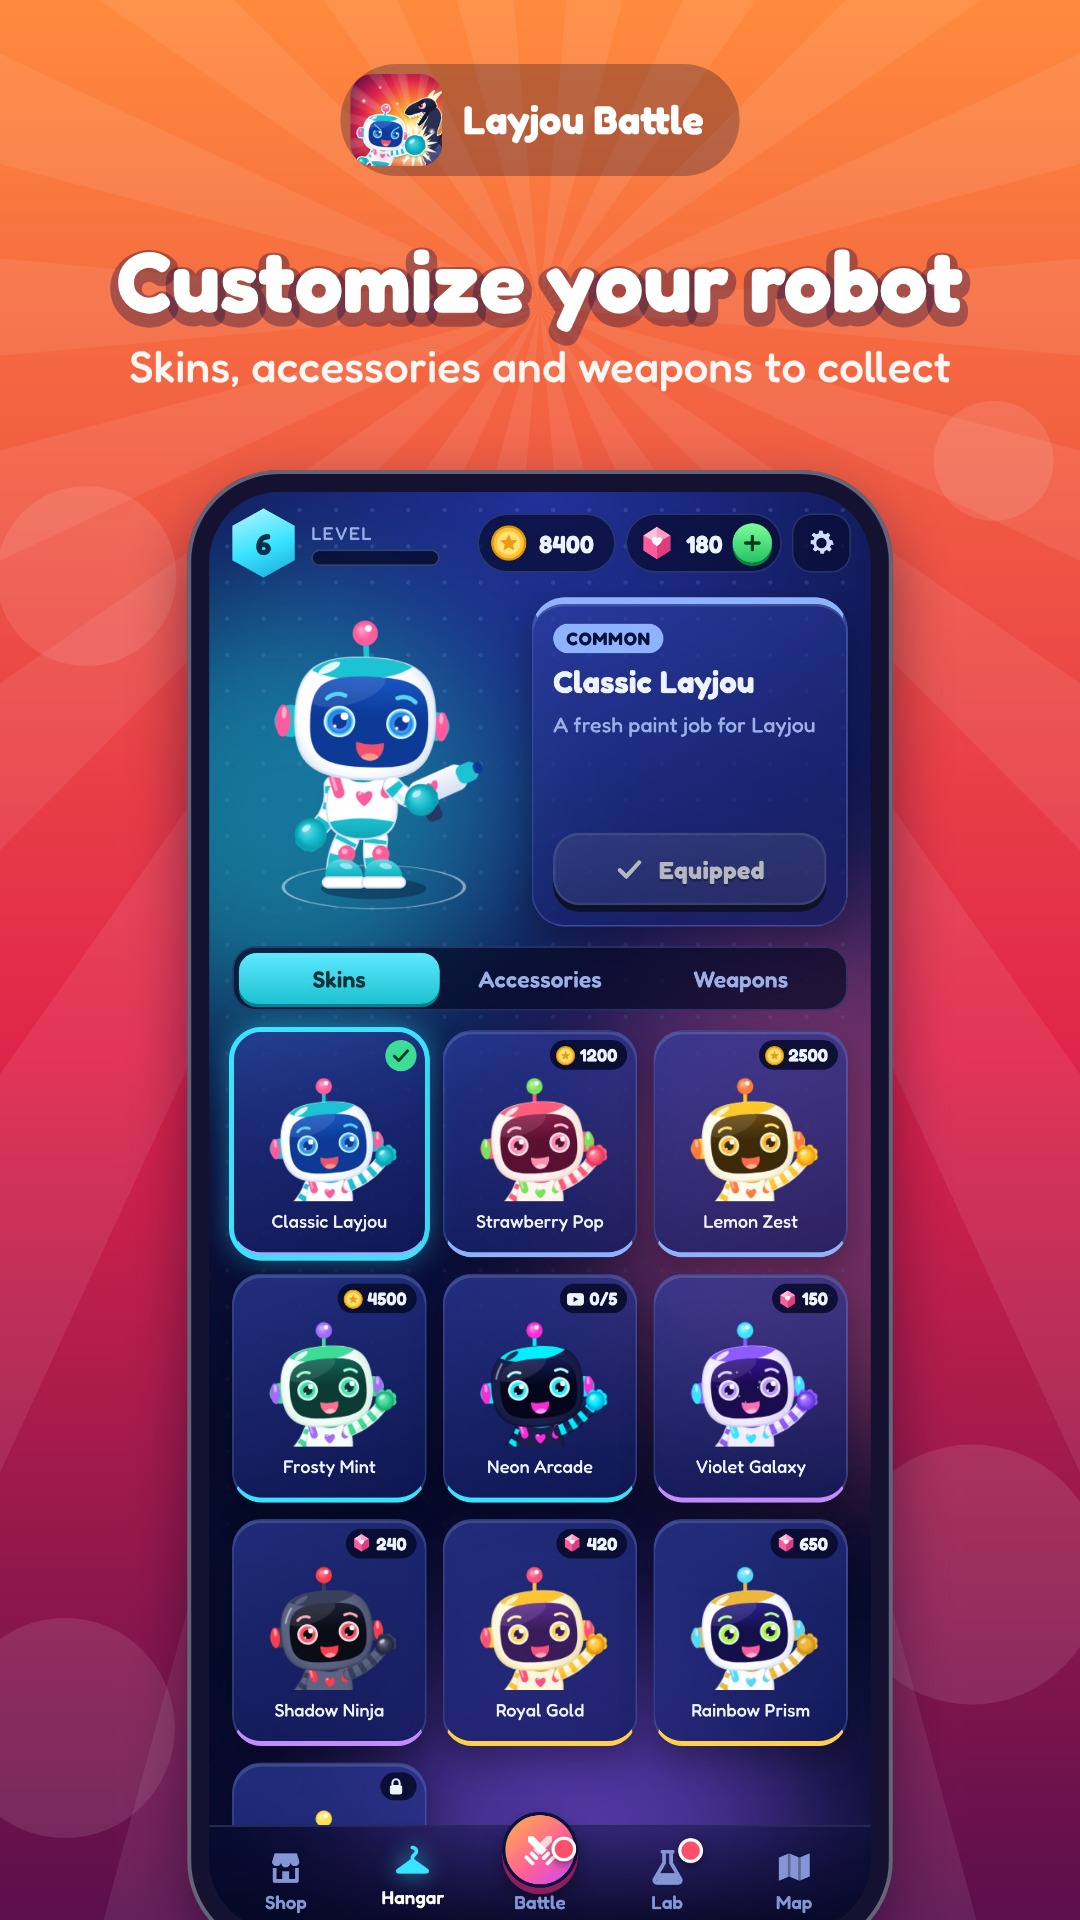 Layjou Battle
Customize your robot
Skins, accessories and weapons to collect
6
LEVEL
8400
180
COMMON
Classic Layjou
A fresh paint job for Layjou
Equipped
Skins
Accessories
Weapons
1200
2500
Classic Layjou
Strawberry Pop
Lemon Zest
4500
0/5
150
Frosty Mint
Neon Arcade
Violet Galaxy
240
420
650
Shadow Ninja
Royal Gold
Rainbow Prism
Shop
Hangar
Battle
Lab
Map